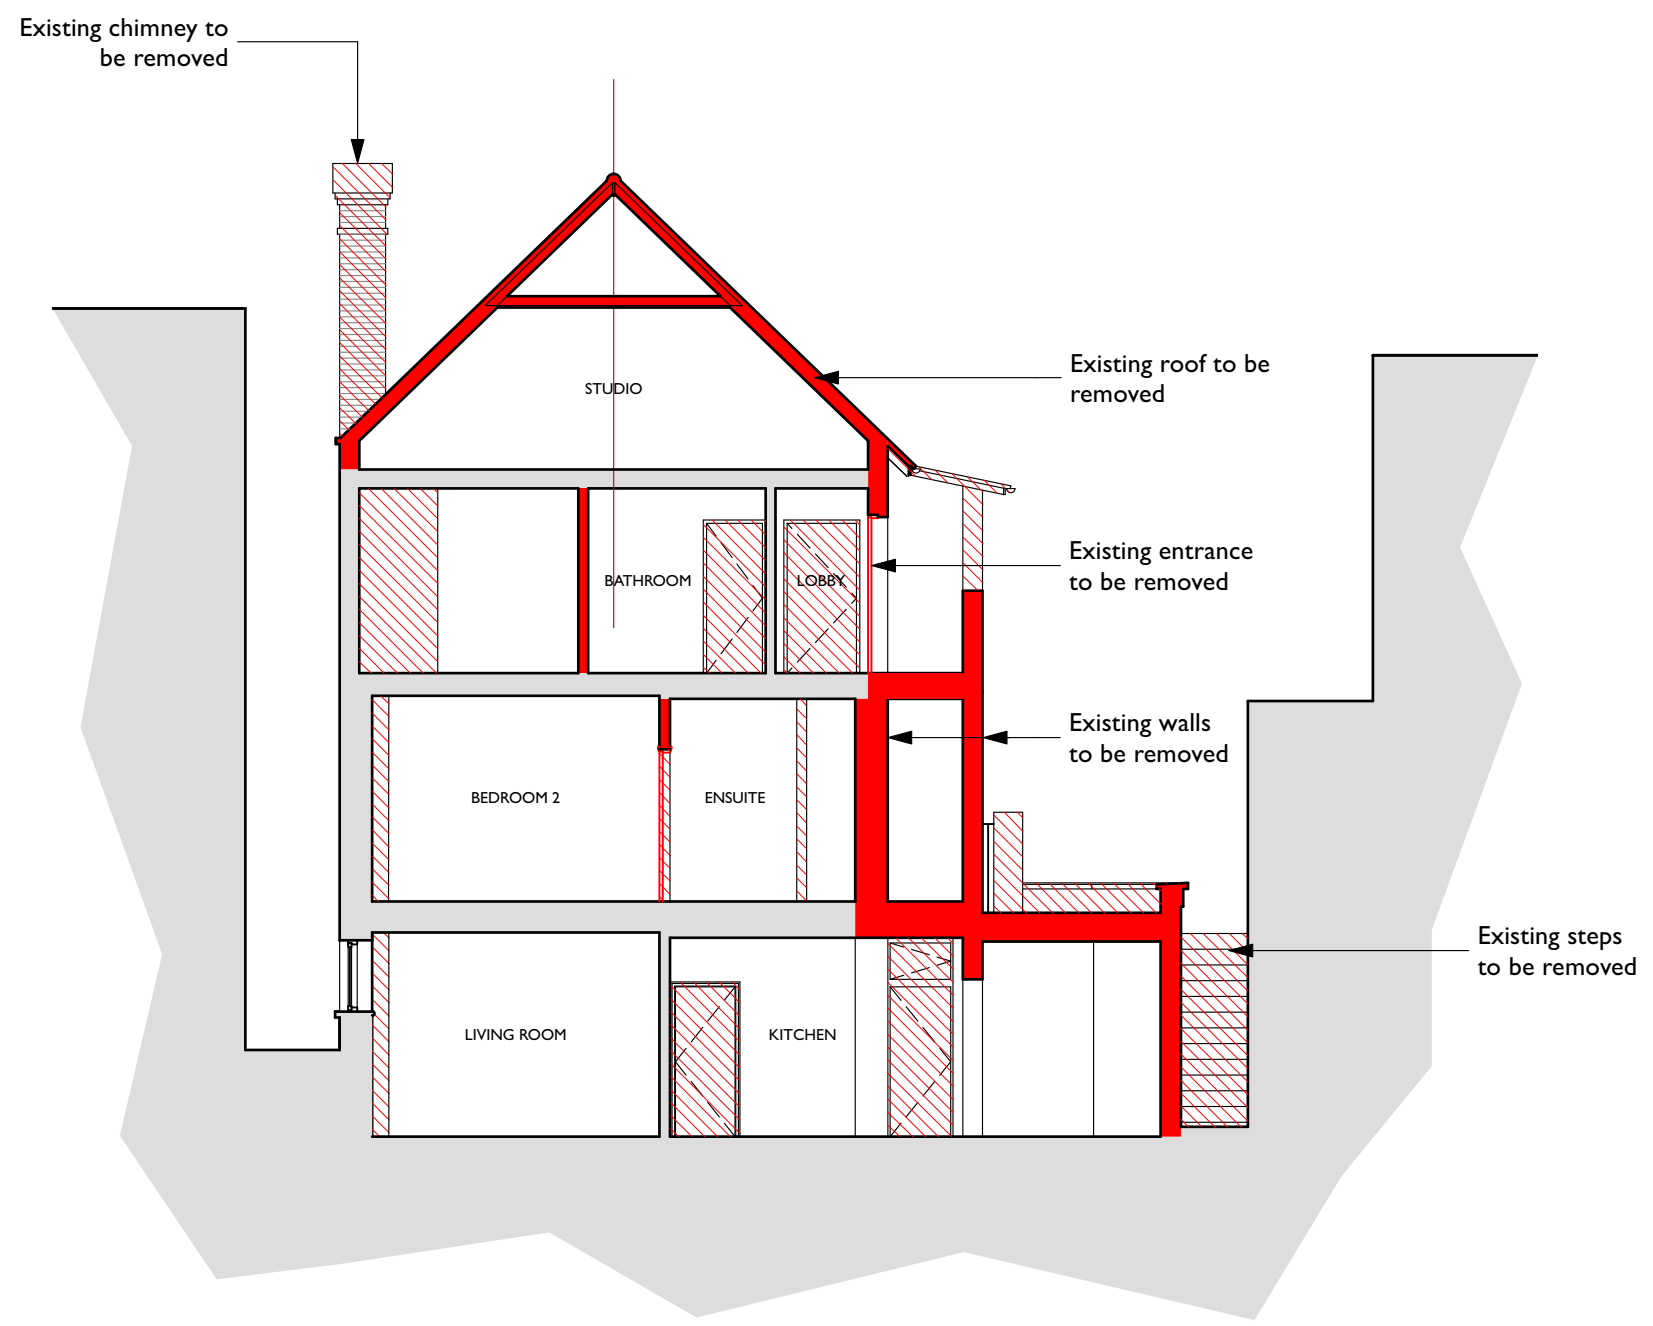 Existing chimney to
be removed
Existing roof to be
removed
STUDIO
Existing entrance
to be removed
BATHROOM
LOBBY
Existing walls
to be removed
BEDROOM 2
ENSUITE
Existing steps
to be removed
LIVING ROOM
KITCHEN